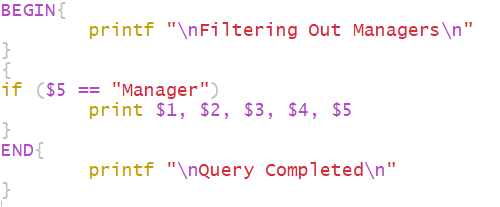 BEGIN{
        printf "\nFiltering Out Managers\n"
}
{
if ($5 == "Manager")
        print $1, $2, $3, $4, $5
}
END{
        printf "\nQuery Completed\n"
}